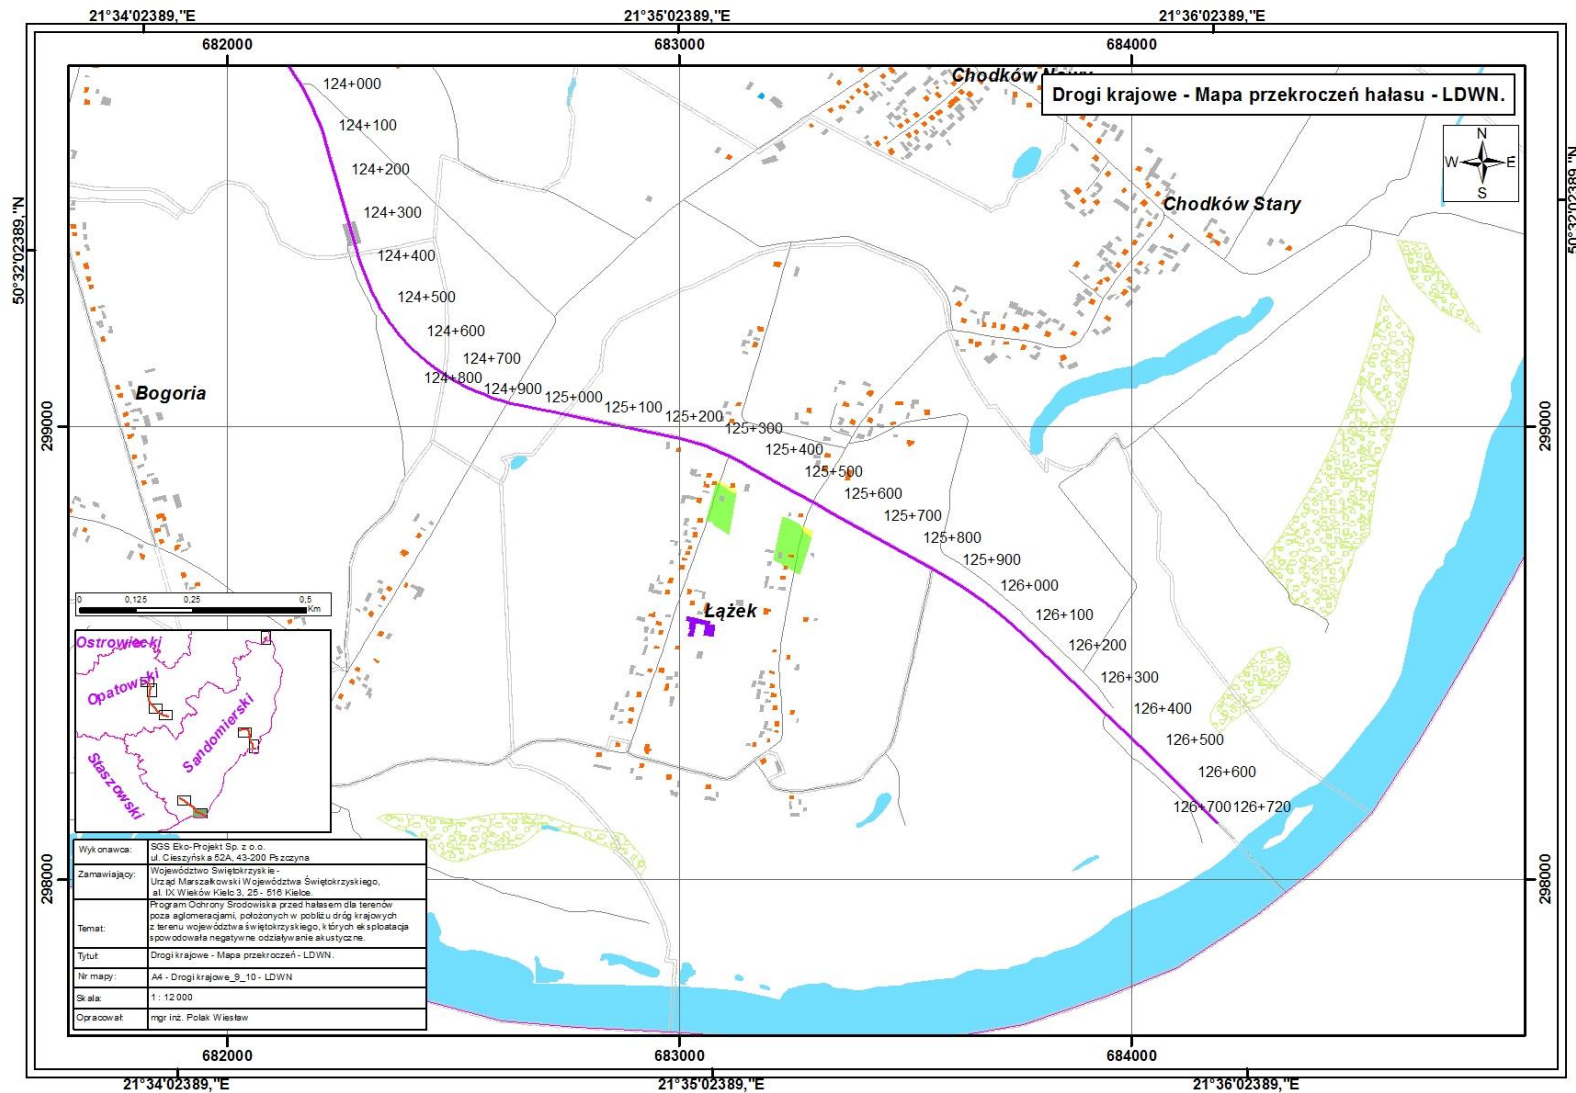 21°34'02389,"E
21°35'02389,"E
21°36'02389,"E
682000
683000
684000
Chodków Nowy
Drogi krajowe - Mapa przekroczeń hałasu - LDWN.
N
W
E
S
50°32'02389,"N
50°32'02389,"N
124+000
124+100
124+200
124+300
124+400
124+500
124+600
124+700
124+800
124+900
125+000
125+100
125+200
125+300
125+400
125+500
125+600
125+700
125+800
125+900
126+000
126+100
126+200
126+300
126+400
126+500
126+600
126+700
126+720
Chodków Stary
Bogoria
Łążek
299000
299000
298000
298000
0
0,125
0,25
0,5
Km
Ostrowiecki
Opatowski
Sandomierski
Staszowski
Wykonawca:
SGS Eko-Projekt Sp. z o.o.
ul. Cieszyńska 52A, 43-200 Pszczyna
Zamawiający:
Województwo Świętokrzyskie -
Urząd Marszałkowski Województwa Świętokrzyskiego,
al. IX Wieków Kielc 3, 25 - 516 Kielce.
Temat:
Program Ochrony Środowiska przed hałasem dla terenów
poza aglomeracjami, położonych w pobliżu dróg krajowych
z terenu województwa świętokrzyskiego, których eksploatacja
spowodowała negatywne odziaływanie akustyczne.
Tytuł:
Drogi krajowe - Mapa przekroczeń - LDWN.
Nr mapy:
A4 - Drogi krajowe_9_10 - LDWN
Skala:
1 : 12 000
Opracował:
mgr inż. Polak Wiesław
682000
683000
684000
21°34'02389,"E
21°35'02389,"E
21°36'02389,"E